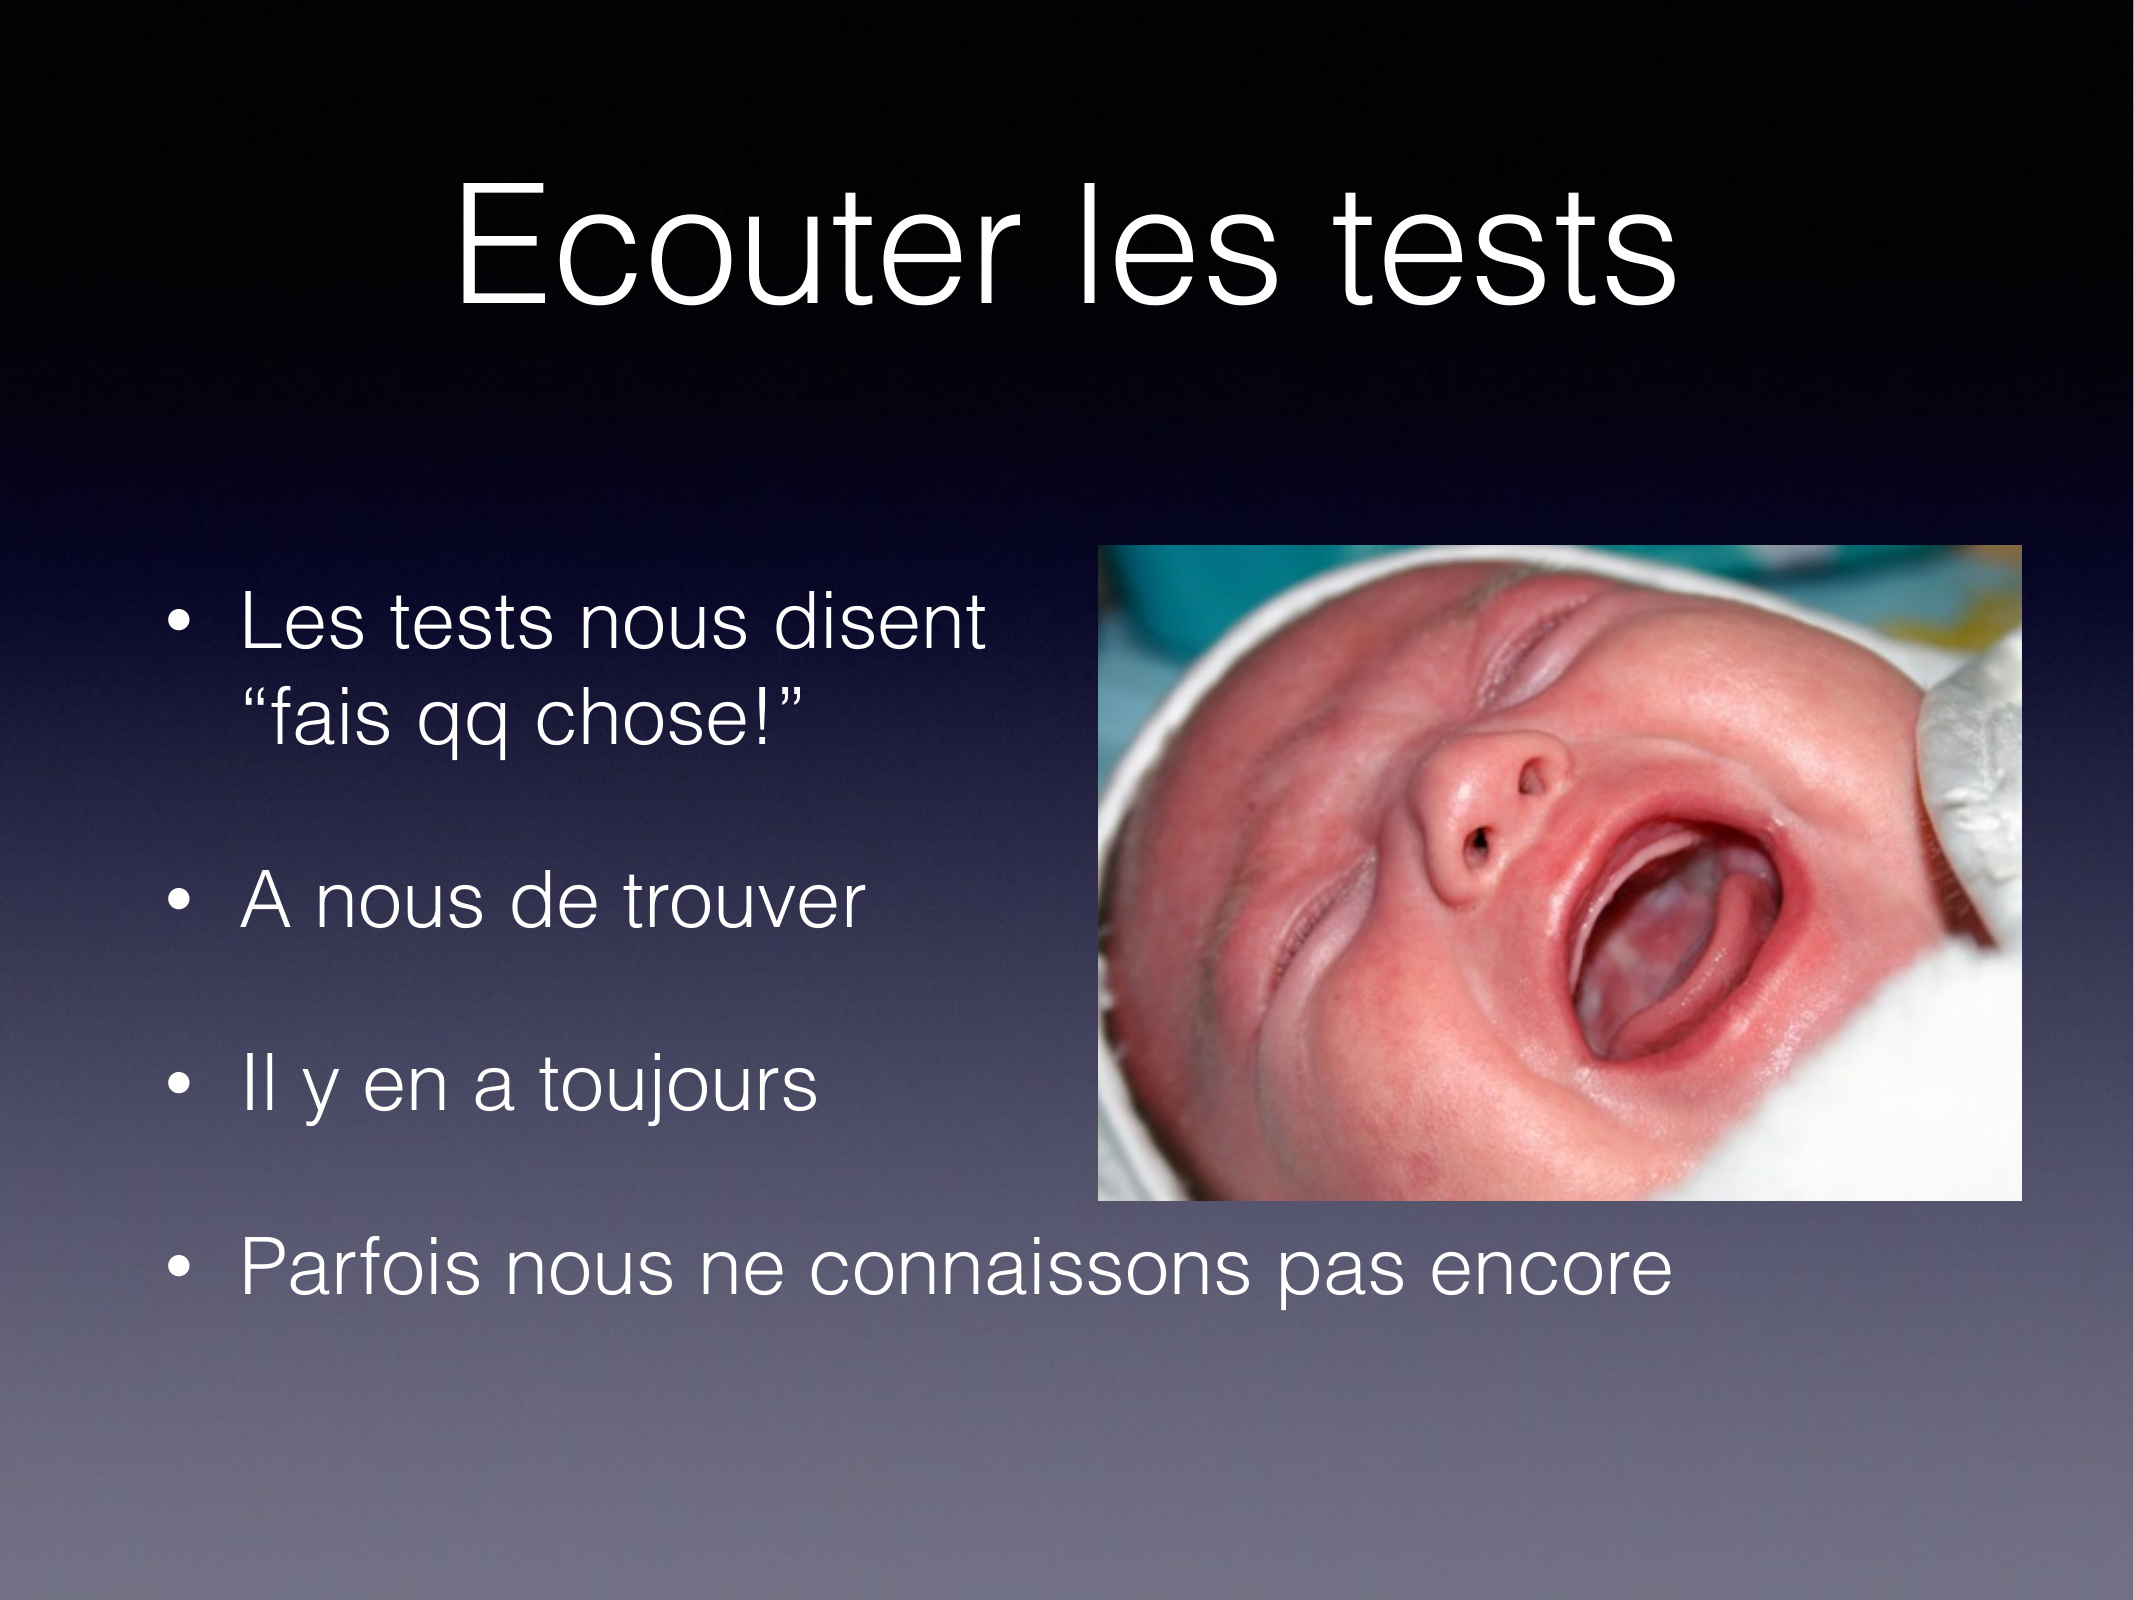 Ecouter les tests
• Les tests nous disent
“fais qq chose!”
• A nous de trouver
• Il y en a toujours
• Parfois nous ne connaissons pas encore